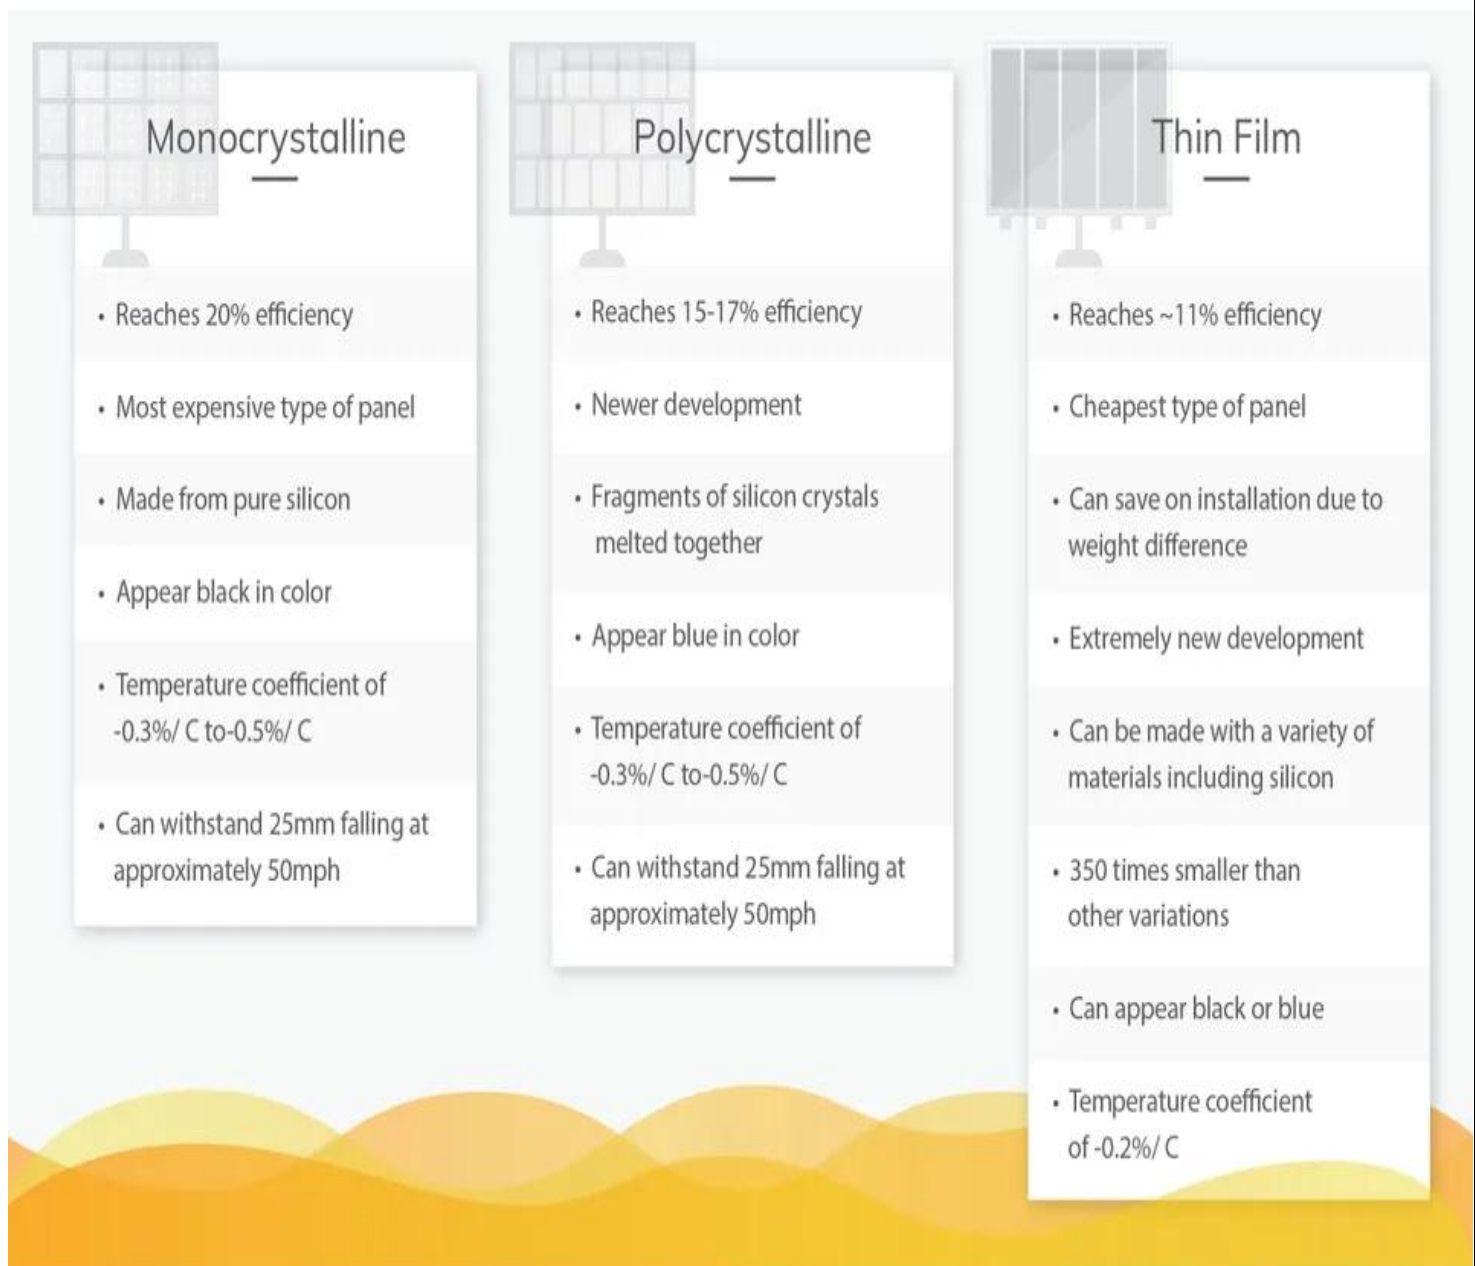 Monocrystalline
• Reaches 20% efficiency
• Most expensive type of panel
• Made from pure silicon
• Appear black in color
• Temperature coefficient of
-0.3%/ C to-0.5%/ C
• Can withstand 25mm falling at
approximately 50mph
Polycrystalline
• Reaches 15-17% efficiency
• Newer development
• Fragments of silicon crystals
melted together
• Appear blue in color
• Temperature coefficient of
-0.3%/ C to-0.5%/ C
• Can withstand 25mm falling at
approximately 50mph
Thin Film
• Reaches ~11% efficiency
• Cheapest type of panel
• Can save on installation due to
weight difference
• Extremely new development
• Can be made with a variety of
materials including silicon
• 350 times smaller than
other variations
• Can appear black or blue
• Temperature coefficient
of -0.2%/ C